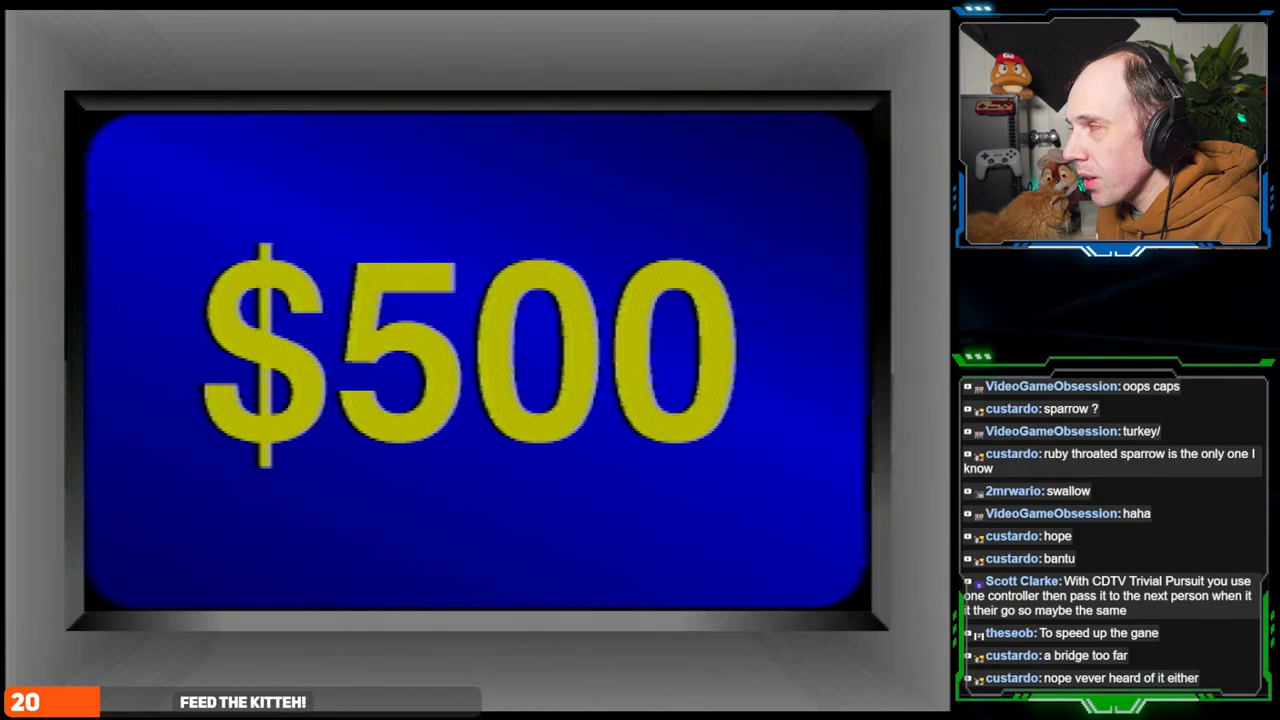 $500
VideoGameObsession: oops caps
custardo: sparrow ?
VideoGameObsession: turkey/
custardo: ruby throated sparrow is the only one I
know
2mrwario: swallow
VideoGameObsession: haha
custardo: hope
custardo: bantu
Scott Clarke: With CDTV Trivial Pursuit you use
one controller then pass it to the next person when it
it their go so maybe the same
theseob: To speed up the gane
custardo: a bridge too far
custardo: nope vever heard of it either
20
FEED THE KITTEH!